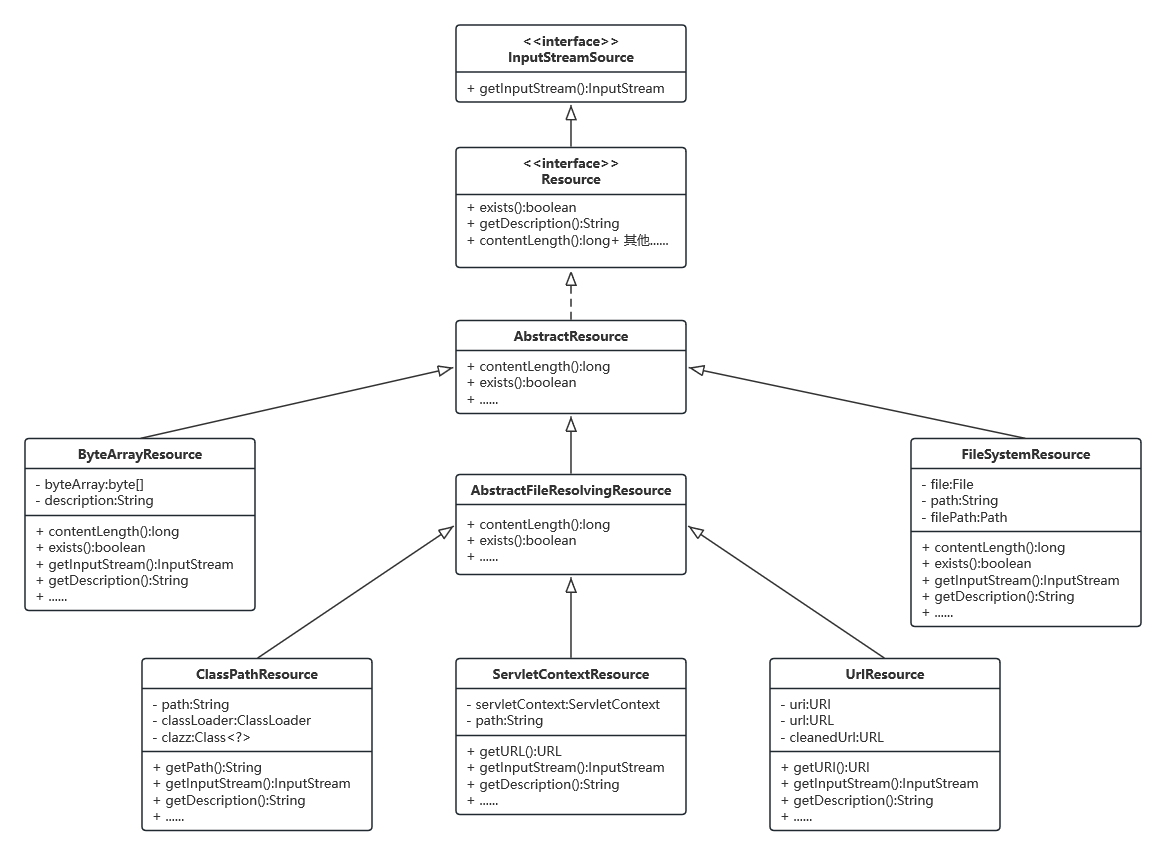 <<interface>>
InputStreamSource
+ getInputStream():InputStream
<<interface>>
Resource
+ exists():boolean
+ getDescription():String
+ contentLength():long+ 其他......
AbstractResource
+ contentLength():long
+ exists():boolean
+ ......
ByteArrayResource
- byteArray:byte[]
- description:String
+ contentLength():long
+ exists():boolean
+ getInputStream():InputStream
+ getDescription():String
+ ......
AbstractFileResolvingResource
+ contentLength():long
+ exists():boolean
+ ......
FileSystemResource
- file:File
- path:String
- filePath:Path
+ contentLength():long
+ exists():boolean
+ getInputStream():InputStream
+ getDescription():String
+ ......
ClassPathResource
- path:String
- classLoader:ClassLoader
- clazz:Class<?>
+ getPath():String
+ getInputStream():InputStream
+ getDescription():String
+ ......
ServletContextResource
- servletContext:ServletContext
- path:String
+ getURL():URL
+ getInputStream():InputStream
+ getDescription():String
+ ......
UrlResource
- uri:URI
- url:URL
- cleanedUrl:URL
+ getURI():URI
+ getInputStream():InputStream
+ getDescription():String
+ ......